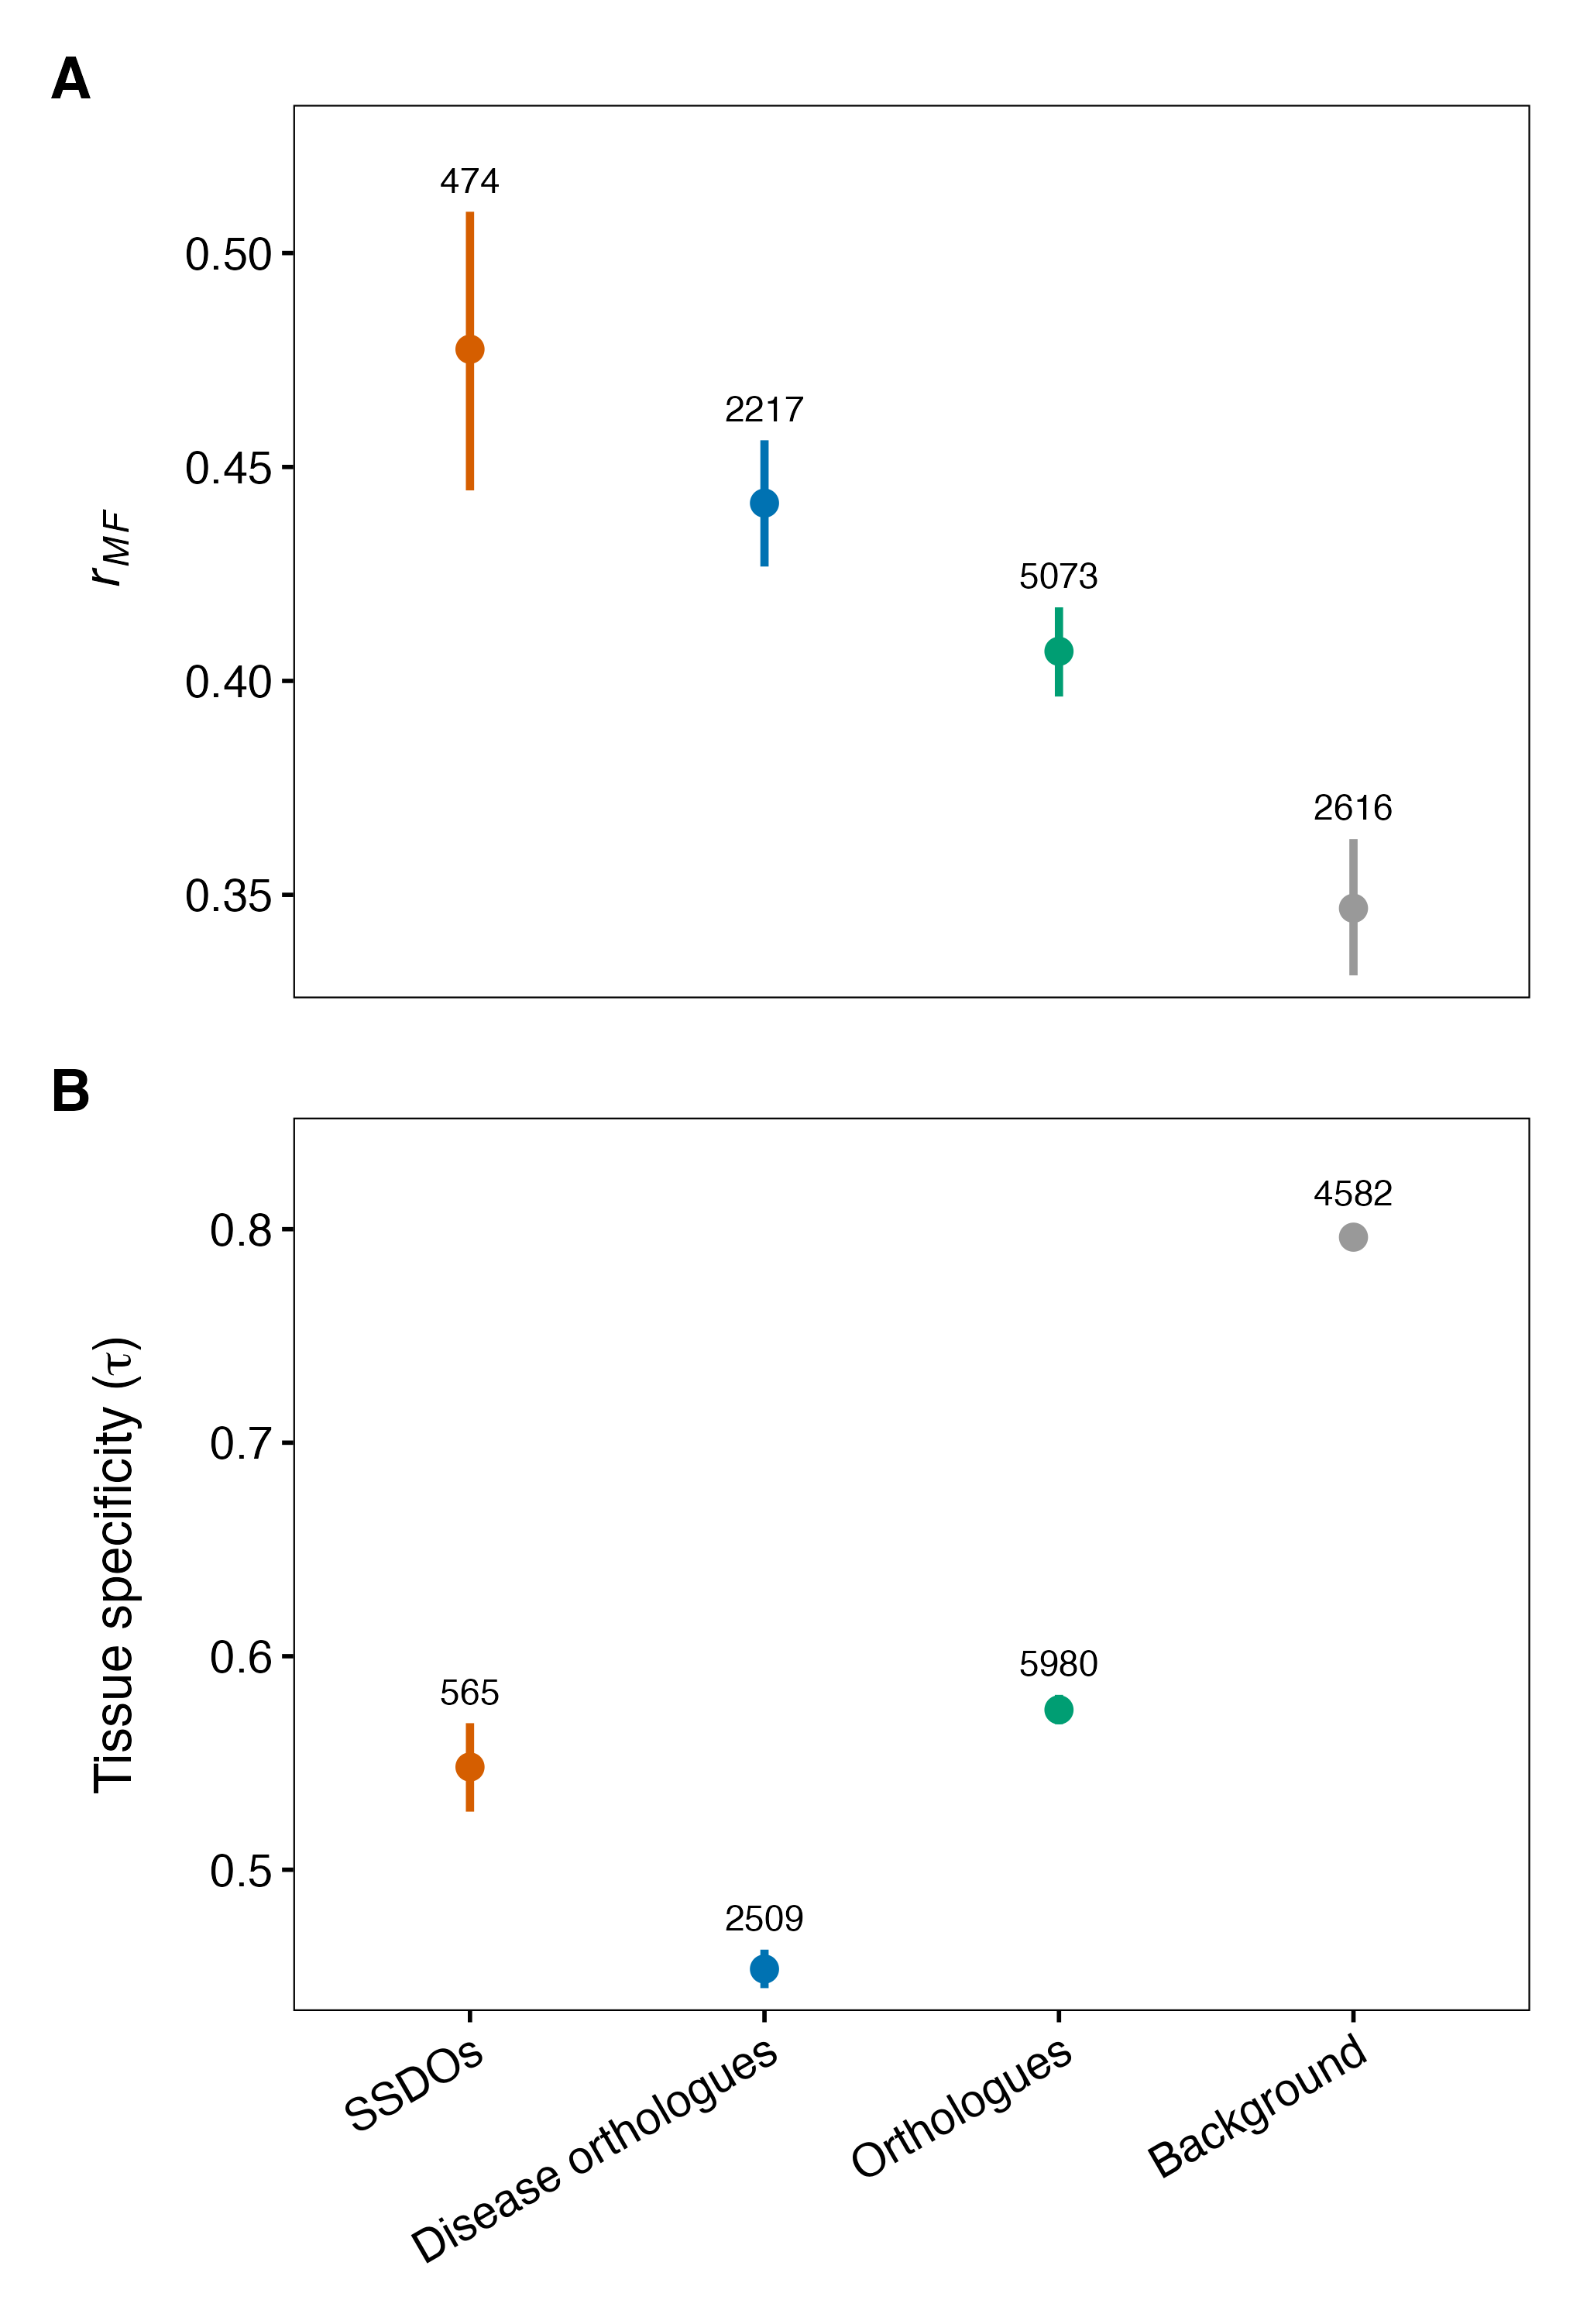 A
474
0.50
2217
0.45
5073
0.40
2616
0.35
rMF
B
4582
0.8
0.7
5980
0.6
565
0.5
2509
Tissue specificity (τ)
SSDOs
Disease orthologues
Orthologues
Background